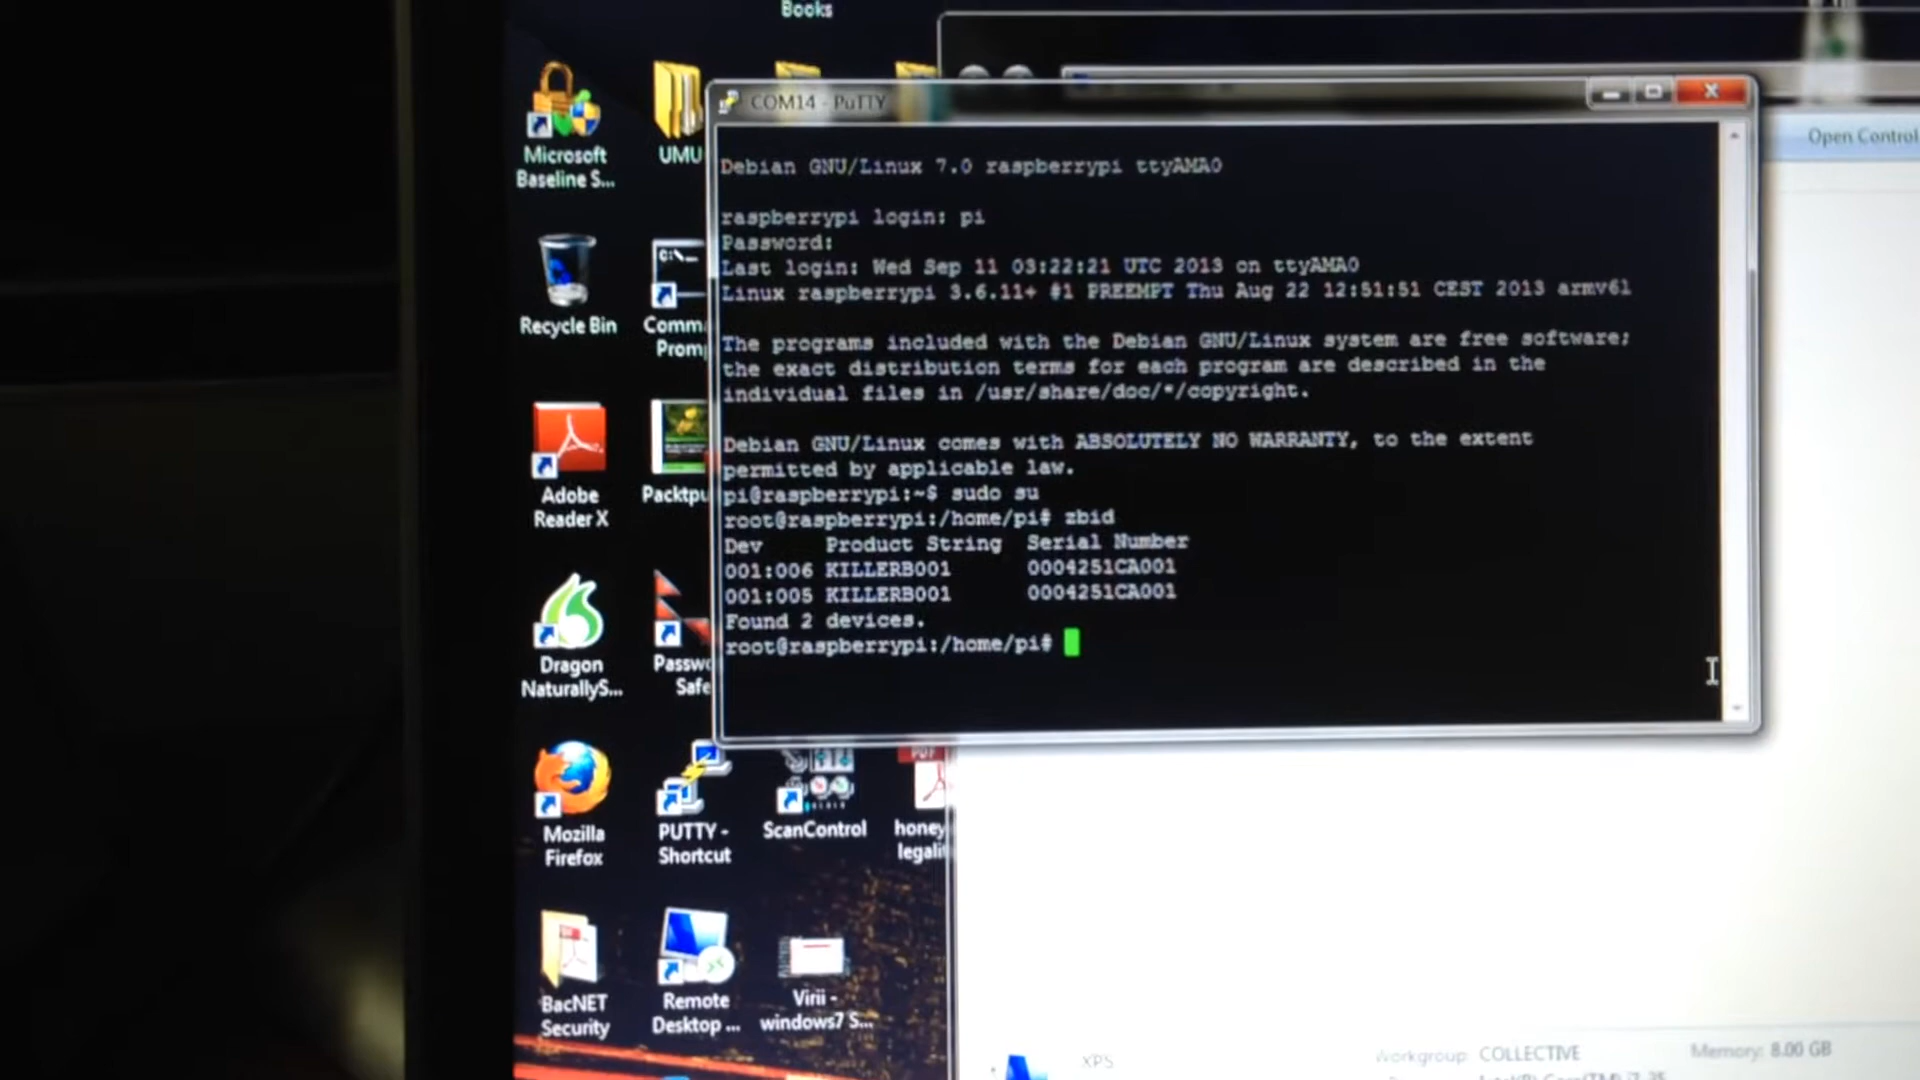 Books
Microsoft
Baseline S...
UMU
Recycle Bin
Comma
Promp
Adobe
Reader X
Packtpu
Dragon
NaturallyS...
Passwo
Safe
Mozilla
Firefox
PUTTY -
Shortcut
ScanControl
PDF
honey
legalit
BacNET
Security
Remote
Desktop ...
Virii -
windows7 S...
COM14 - PuTTY
Debian GNU/Linux 7.0 raspberrypi ttyAMA0
raspberrypi login: pi
Password:
Last login: Wed Sep 11 03:22:21 UTC 2013 on ttyAMA0
Linux raspberrypi 3.6.11+ #1 PREEMPT Thu Aug 22 12:51:51 CEST 2013 armv6l
The programs included with the Debian GNU/Linux system are free software;
the exact distribution terms for each program are described in the
individual files in /usr/share/doc/*/copyright.
Debian GNU/Linux comes with ABSOLUTELY NO WARRANTY, to the extent
permitted by applicable law.
pi@raspberrypi:~$ sudo su
root@raspberrypi:/home/pi# zbid
Dev Product String Serial Number
001:006 KILLERB001 0004251CA001
001:005 KILLERB001 0004251CA001
Found 2 devices.
root@raspberrypi:/home/pi#
Open Control
XPS
Workgroup: COLLECTIVE
Memory: 8.00 GB